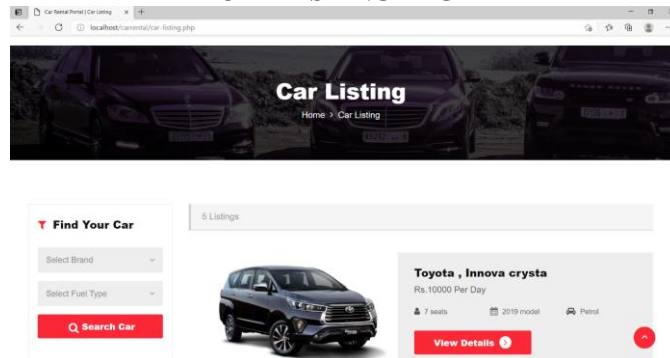 Car Rental Portal | Car Listing
localhost/carrental/car-listing.php
Car Listing
Home > Car Listing
Find Your Car
5 Listings
Select Brand
Select Fuel Type
Search Car
Toyota , Innova crysta
Rs.10000 Per Day
7 seats 2019 model Petrol
View Details